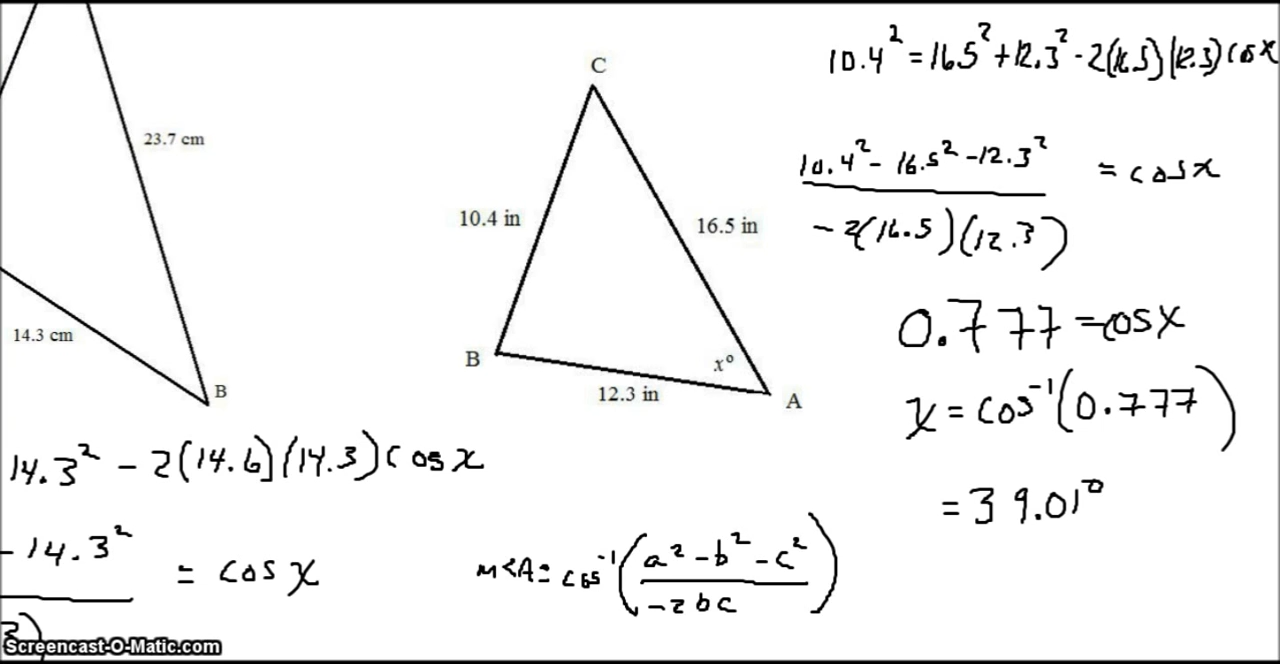 23.7 cm
14.3 cm
B
14.3² - 2(14.6)(14.3)cos x
- 14.3² = cos x
3)
C
10.4 in
16.5 in
B
x°
12.3 in
A
m<A = cos⁻¹((a² - b² - c²)/(-2bc))
10.4² = 16.5² + 12.3² - 2(16.5)(12.3)cos x
10.4² - 16.5² - 12.3² = cos x
-2(16.5)(12.3)
0.777 = cos x
x = cos⁻¹(0.777)
= 39.01°
Screencast-O-Matic.com